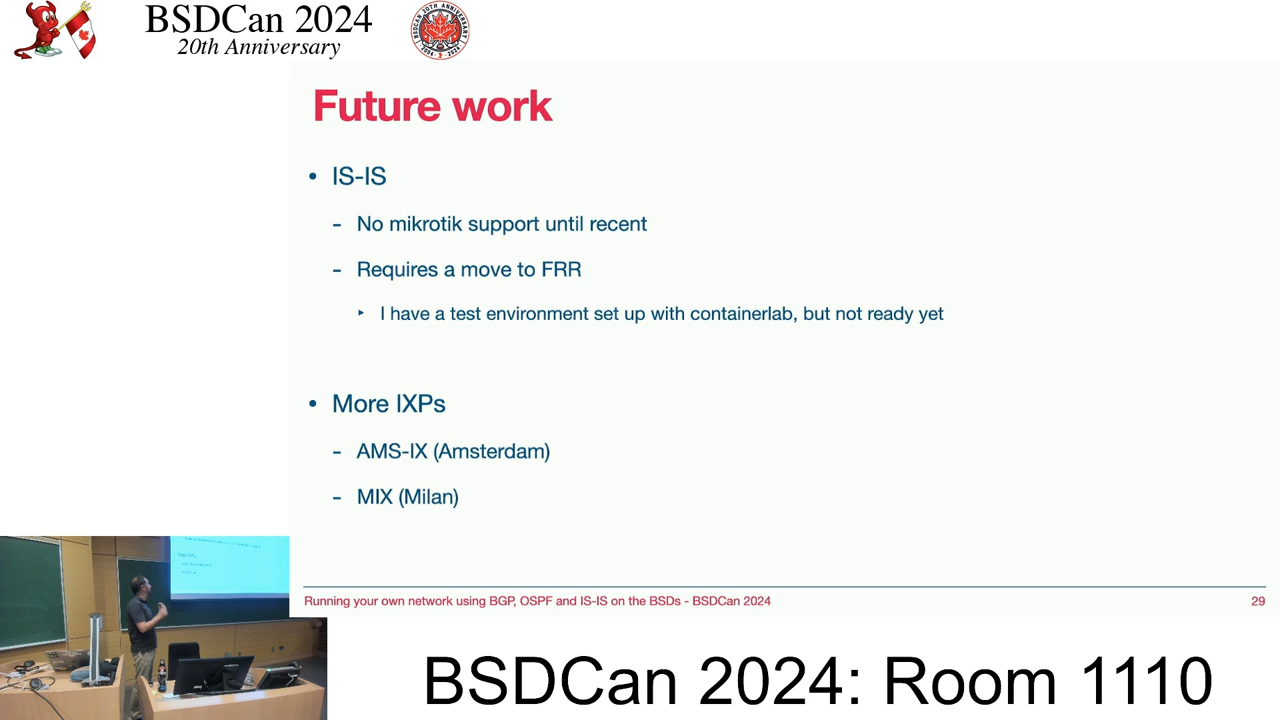 BSDCan 2024
20th Anniversary
Future work
• IS-IS
- No mikrotik support until recent
- Requires a move to FRR
‣ I have a test environment set up with containerlab, but not ready yet
• More IXPs
- AMS-IX (Amsterdam)
- MIX (Milan)
Running your own network using BGP, OSPF and IS-IS on the BSDs - BSDCan 2024
29
BSDCan 2024: Room 1110